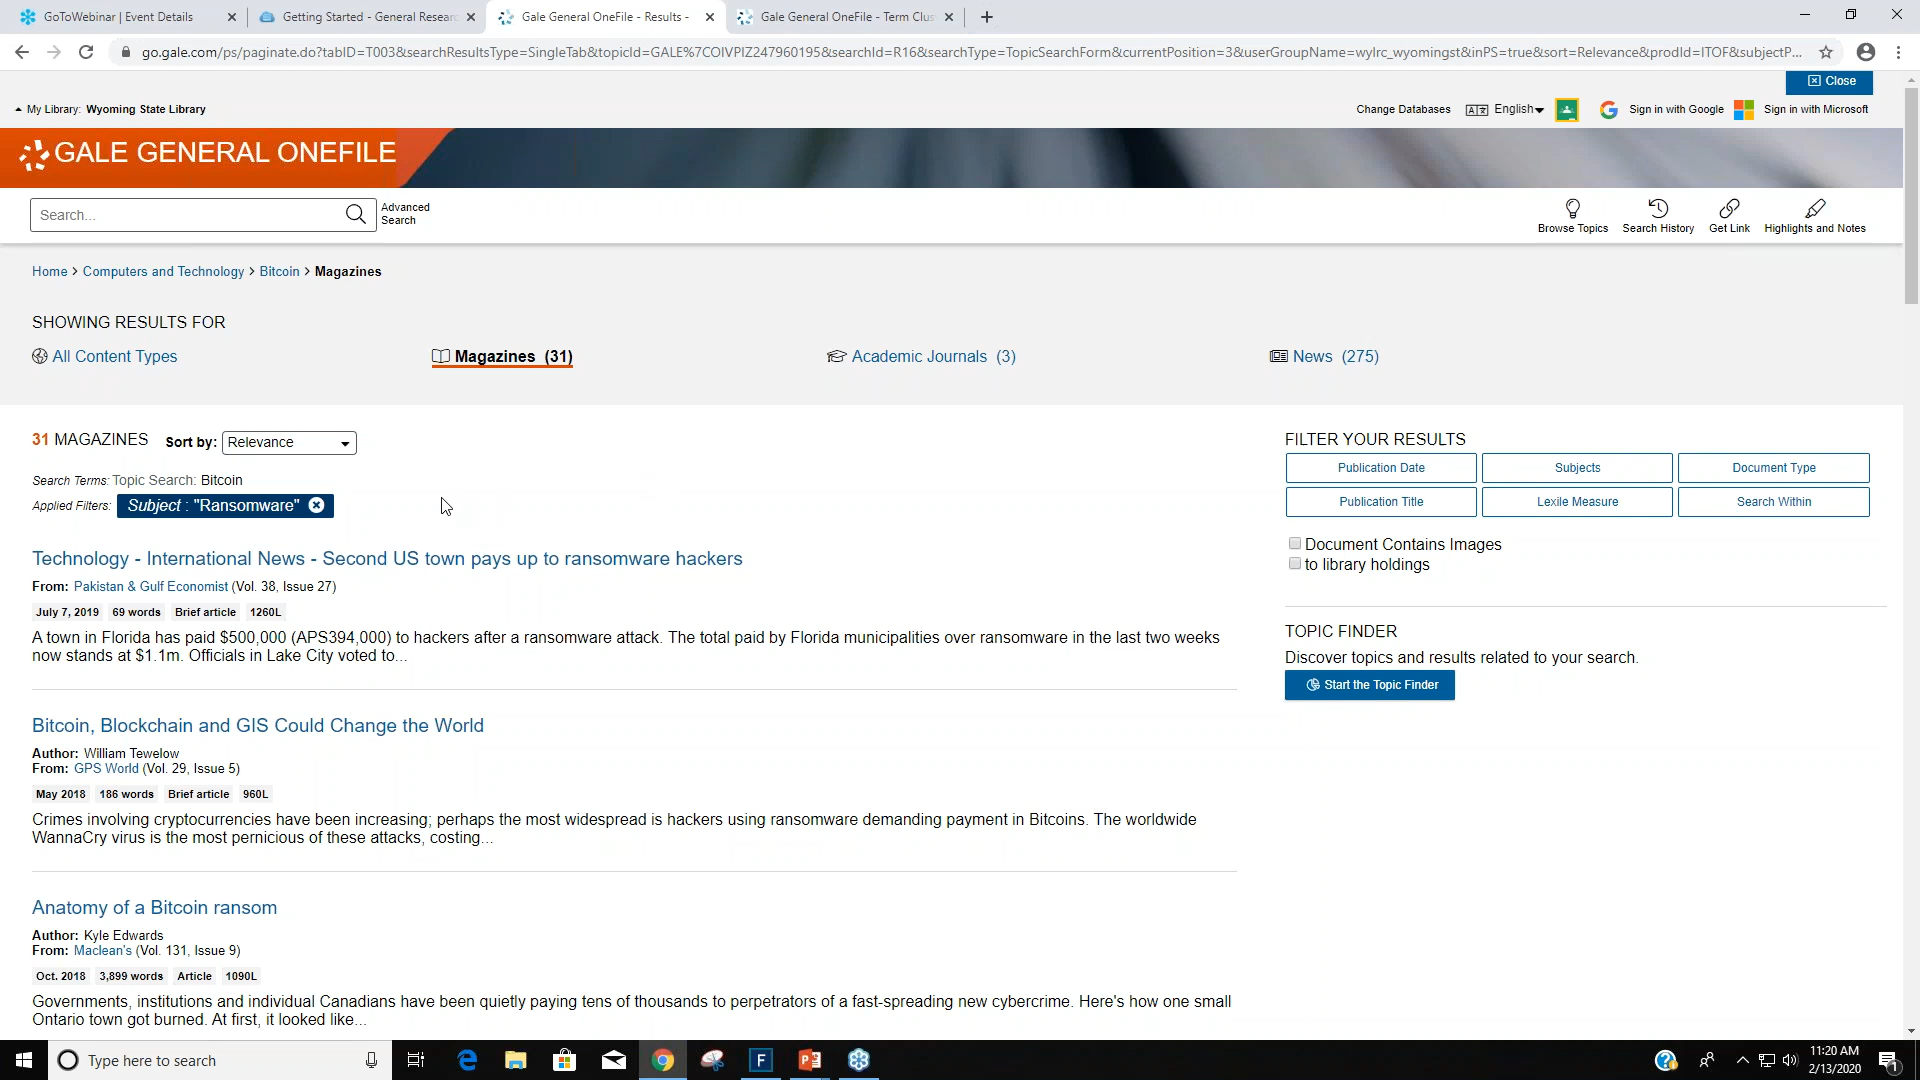 GoToWebinar | Event Details
Getting Started - General Researc
Gale General OneFile - Results -
Gale General OneFile - Term Clus
go.gale.com/ps/paginate.do?tabID=T003&searchResultsType=SingleTab&topicId=GALE%7COIVPIZ247960195&searchId=R16&searchType=TopicSearchForm&currentPosition=3&userGroupName=wylrc_wyomingst&inPS=true&sort=Relevance&prodId=ITOF&subjectP...
Close
My Library: Wyoming State Library
Change Databases
English
Sign in with Google
Sign in with Microsoft
GALE GENERAL ONEFILE
Search...
Advanced
Search
Browse Topics
Search History
Get Link
Highlights and Notes
Home > Computers and Technology > Bitcoin > Magazines
SHOWING RESULTS FOR
All Content Types
Magazines (31)
Academic Journals (3)
News (275)
31 MAGAZINES
Sort by: Relevance
Search Terms: Topic Search: Bitcoin
Applied Filters: Subject : "Ransomware"
Technology - International News - Second US town pays up to ransomware hackers
From: Pakistan & Gulf Economist (Vol. 38, Issue 27)
July 7, 2019 69 words Brief article 1260L
A town in Florida has paid $500,000 (APS394,000) to hackers after a ransomware attack. The total paid by Florida municipalities over ransomware in the last two weeks
now stands at $1.1m. Officials in Lake City voted to...
Bitcoin, Blockchain and GIS Could Change the World
Author: William Tewelow
From: GPS World (Vol. 29, Issue 5)
May 2018 186 words Brief article 960L
Crimes involving cryptocurrencies have been increasing; perhaps the most widespread is hackers using ransomware demanding payment in Bitcoins. The worldwide
WannaCry virus is the most pernicious of these attacks, costing...
Anatomy of a Bitcoin ransom
Author: Kyle Edwards
From: Maclean's (Vol. 131, Issue 9)
Oct. 2018 3,899 words Article 1090L
Governments, institutions and individual Canadians have been quietly paying tens of thousands to perpetrators of a fast-spreading new cybercrime. Here's how one small
Ontario town got burned. At first, it looked like...
FILTER YOUR RESULTS
Publication Date
Subjects
Document Type
Publication Title
Lexile Measure
Search Within
Document Contains Images
to library holdings
TOPIC FINDER
Discover topics and results related to your search.
Start the Topic Finder
Type here to search
11:20 AM
2/13/2020